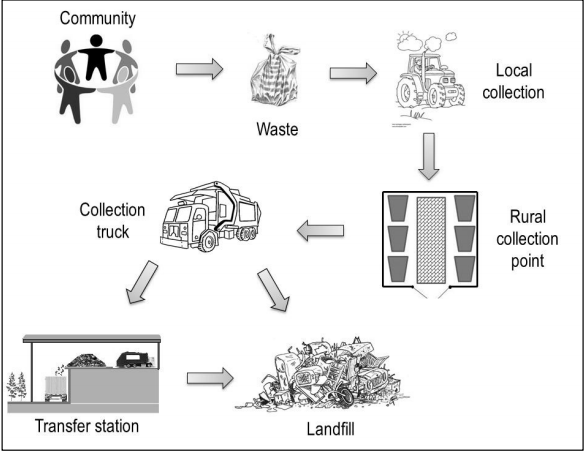 Community
Waste
Local
collection
Collection
truck
Rural
collection
point
Transfer station
Landfill